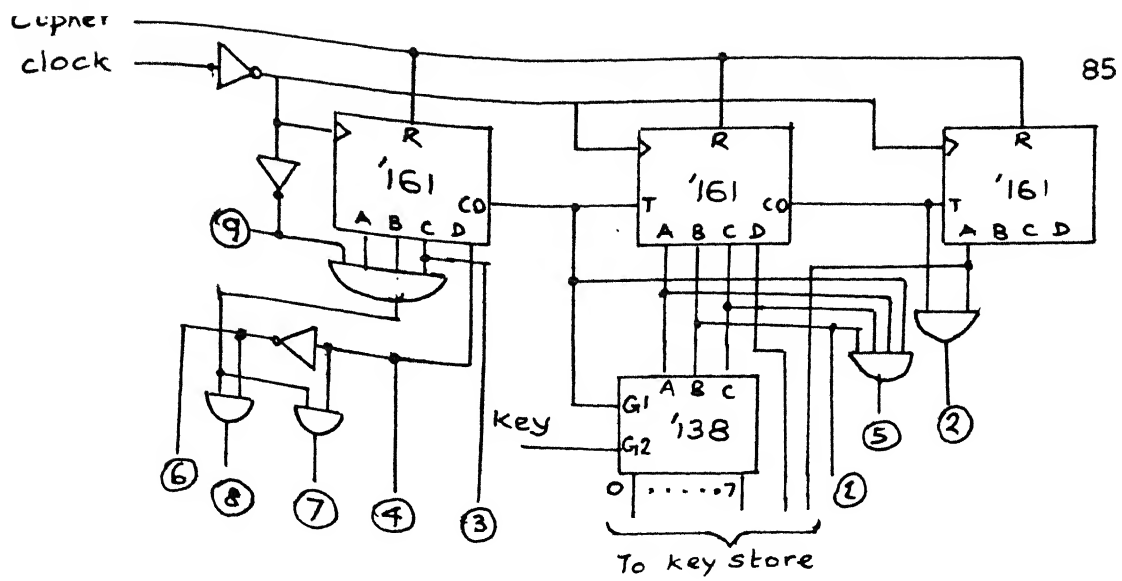 clock
85
R R R
'161 '161 '161
CO T CO T
A B C D A B C D A B C D
9
6 8 7 4 3
A B C
G1
key G2 '138
5 2
1
0 ......7
To key store